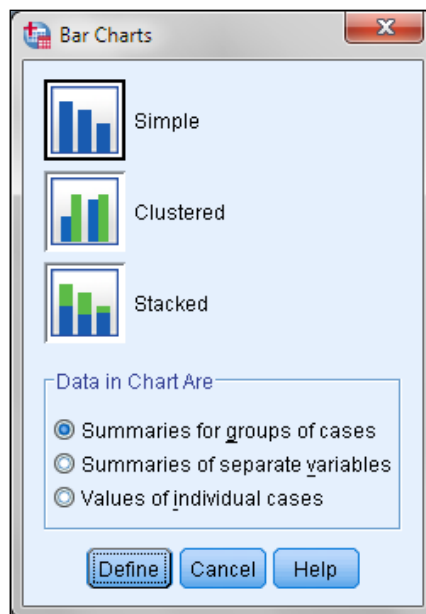 Bar Charts
Simple
Clustered
Stacked
Data in Chart Are
Summaries for groups of cases
Summaries of separate variables
Values of individual cases
Define Cancel Help